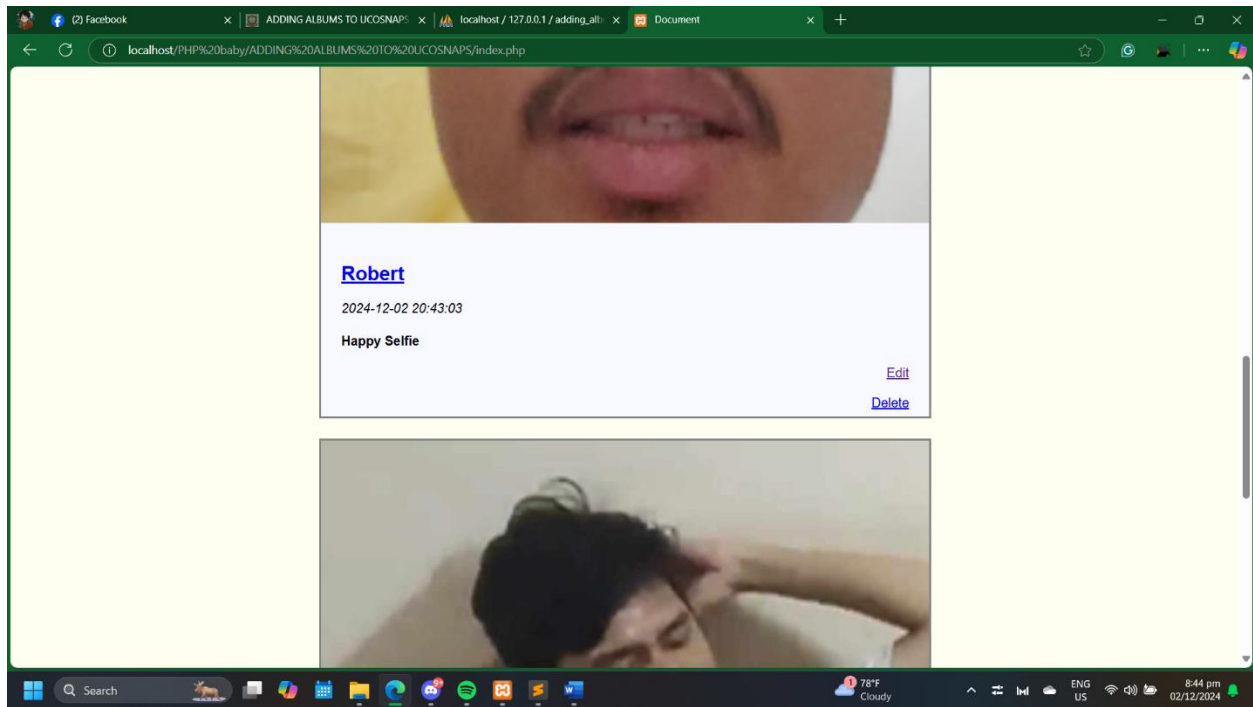 (2) Facebook
ADDING ALBUMS TO UCOSNAPS
localhost / 127.0.0.1 / adding_alb
Document
localhost/PHP%20baby/ADDING%20ALBUMS%20TO%20UCOSNAPS/index.php
Robert
2024-12-02 20:43:03
Happy Selfie
Edit
Delete
Search
1
78°F
Cloudy
ENG
US
8:44 pm
02/12/2024